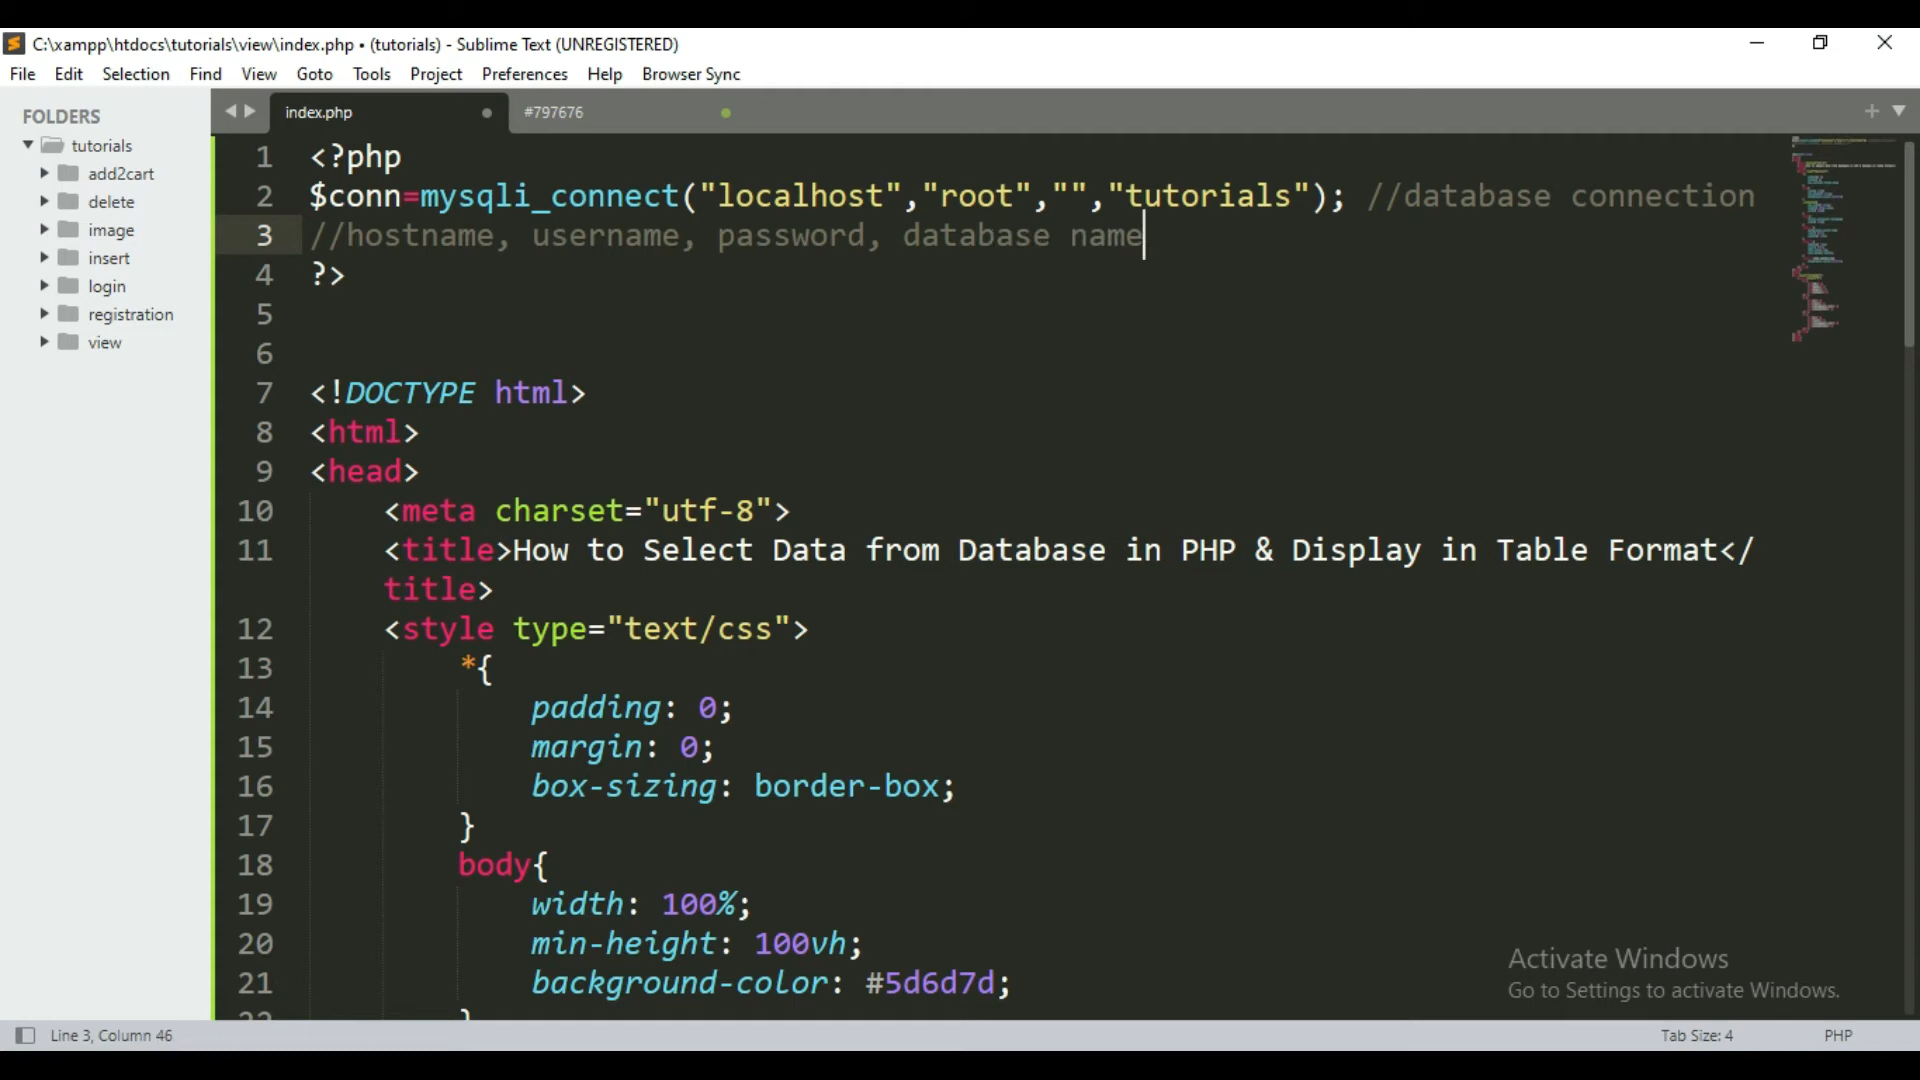 C:\xampp\htdocs\tutorials\view\index.php • (tutorials) - Sublime Text (UNREGISTERED)
File Edit Selection Find View Goto Tools Project Preferences Help Browser Sync
FOLDERS
tutorials
add2cart
delete
image
insert
login
registration
view
index.php #797676
1 <?php
2 $conn=mysqli_connect("localhost","root","","tutorials"); //database connection
3 //hostname, username, password, database name
4 ?>
5
6
7 <!DOCTYPE html>
8 <html>
9 <head>
10 <meta charset="utf-8">
11 <title>How to Select Data from Database in PHP & Display in Table Format</
title>
12 <style type="text/css">
13 *{
14 padding: 0;
15 margin: 0;
16 box-sizing: border-box;
17 }
18 body{
19 width: 100%;
20 min-height: 100vh;
21 background-color: #5d6d7d;
22 }
Activate Windows
Go to Settings to activate Windows.
Line 3, Column 46
Tab Size: 4 PHP